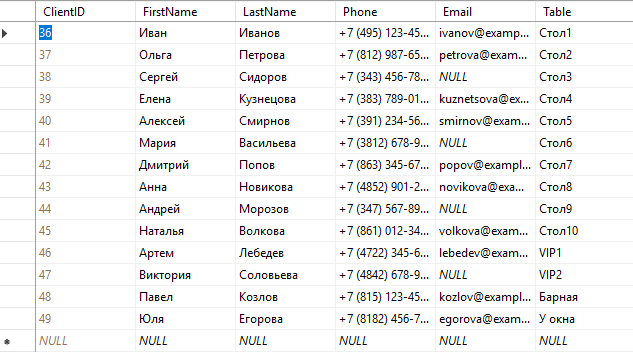 ClientID FirstName LastName Phone Email Table
36 Иван Иванов +7 (495) 123-45... ivanov@examp... Стол1
37 Ольга Петрова +7 (812) 987-65... petrova@exam... Стол2
38 Сергей Сидоров +7 (343) 456-78... NULL Стол3
39 Елена Кузнецова +7 (383) 789-01... kuznetsova@ex... Стол4
40 Алексей Смирнов +7 (391) 234-56... smirnov@exam... Стол5
41 Мария Васильева +7 (3812) 678-9... NULL Стол6
42 Дмитрий Попов +7 (863) 345-67... popov@exampl... Стол7
43 Анна Новикова +7 (4852) 901-2... novikova@exa... Стол8
44 Андрей Морозов +7 (347) 567-89... NULL Стол9
45 Наталья Волкова +7 (861) 012-34... volkova@exam... Стол10
46 Артем Лебедев +7 (4722) 345-6... lebedev@exam... VIP1
47 Виктория Соловьева +7 (4842) 678-9... NULL VIP2
48 Павел Козлов +7 (815) 123-45... kozlov@exampl... Барная
49 Юля Егорова +7 (8182) 456-7... egorova@exam... У окна
NULL NULL NULL NULL NULL NULL